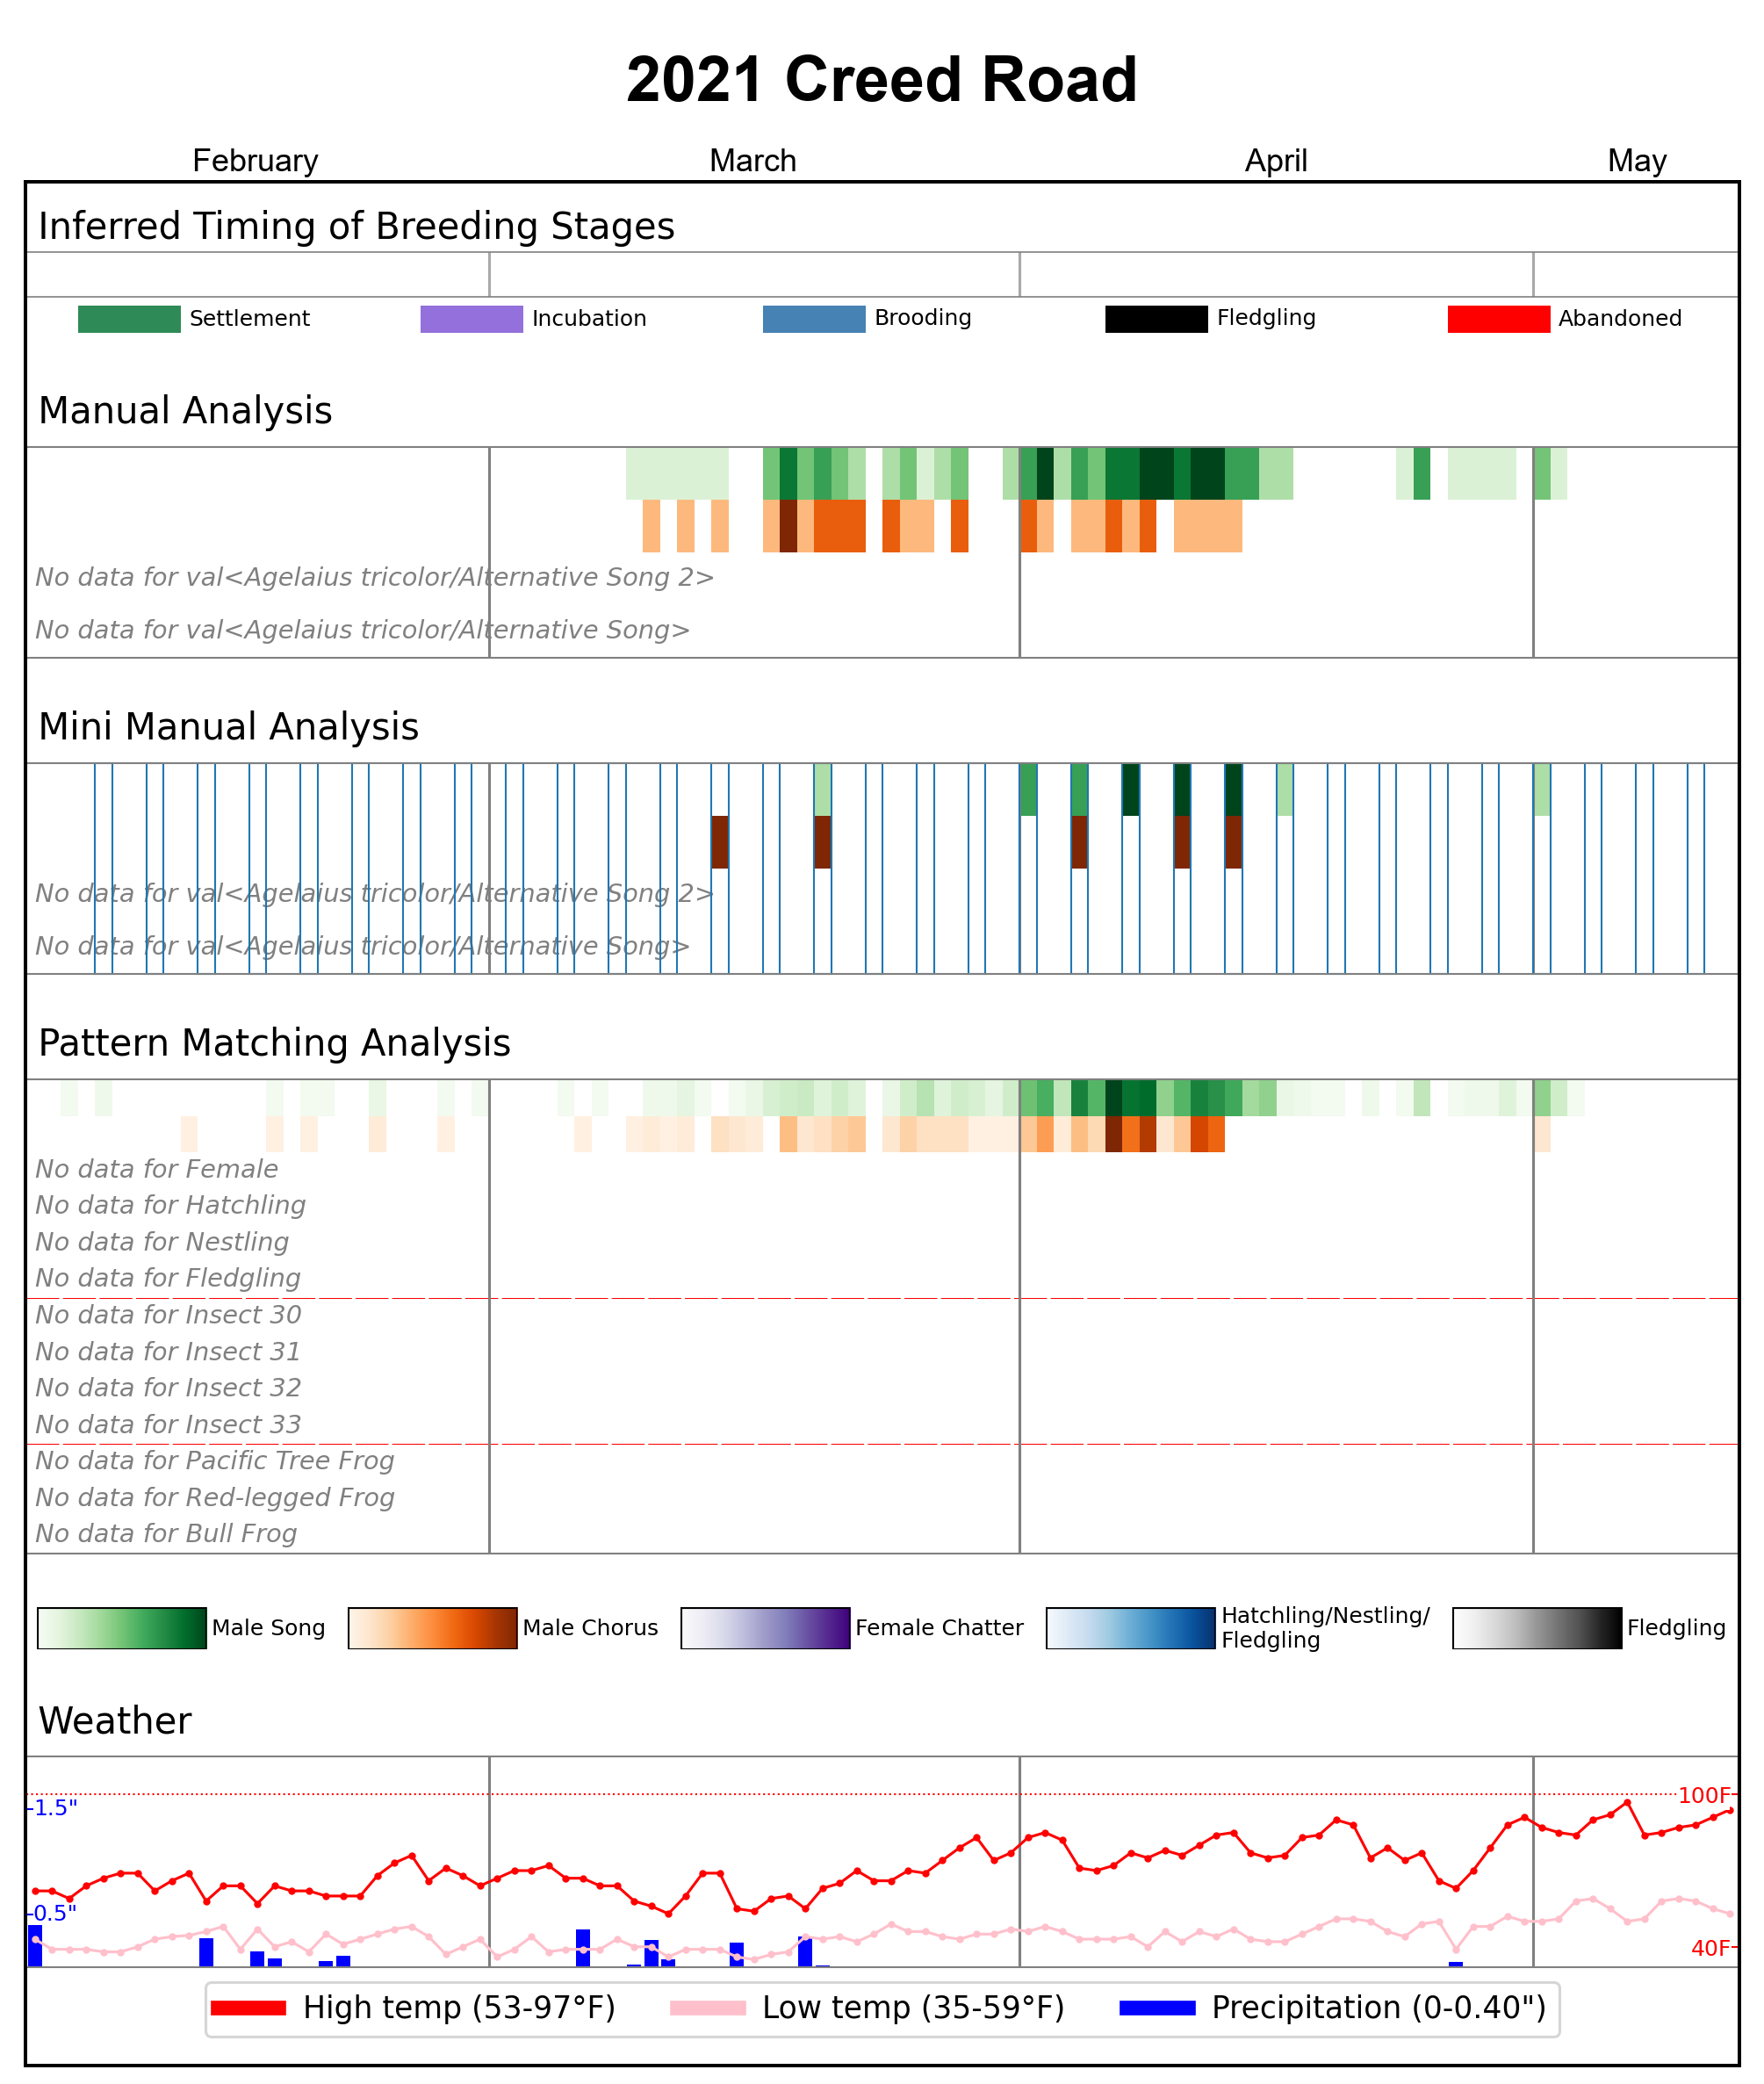 2021 Creed Road
February March April May
Inferred Timing of Breeding Stages
Settlement Incubation Brooding Fledgling Abandoned
Manual Analysis
No data for val<Agelaius tricolor/Alternative Song 2>
No data for val<Agelaius tricolor/Alternative Song>
Mini Manual Analysis
No data for val<Agelaius tricolor/Alternative Song 2>
No data for val<Agelaius tricolor/Alternative Song>
Pattern Matching Analysis
No data for Female
No data for Hatchling
No data for Nestling
No data for Fledgling
No data for Insect 30
No data for Insect 31
No data for Insect 32
No data for Insect 33
No data for Pacific Tree Frog
No data for Red-legged Frog
No data for Bull Frog
Male Song Male Chorus Female Chatter Hatchling/Nestling/
Fledgling Fledgling
Weather
100F
1.5"
0.5"
40F
High temp (53-97°F) Low temp (35-59°F) Precipitation (0-0.40")